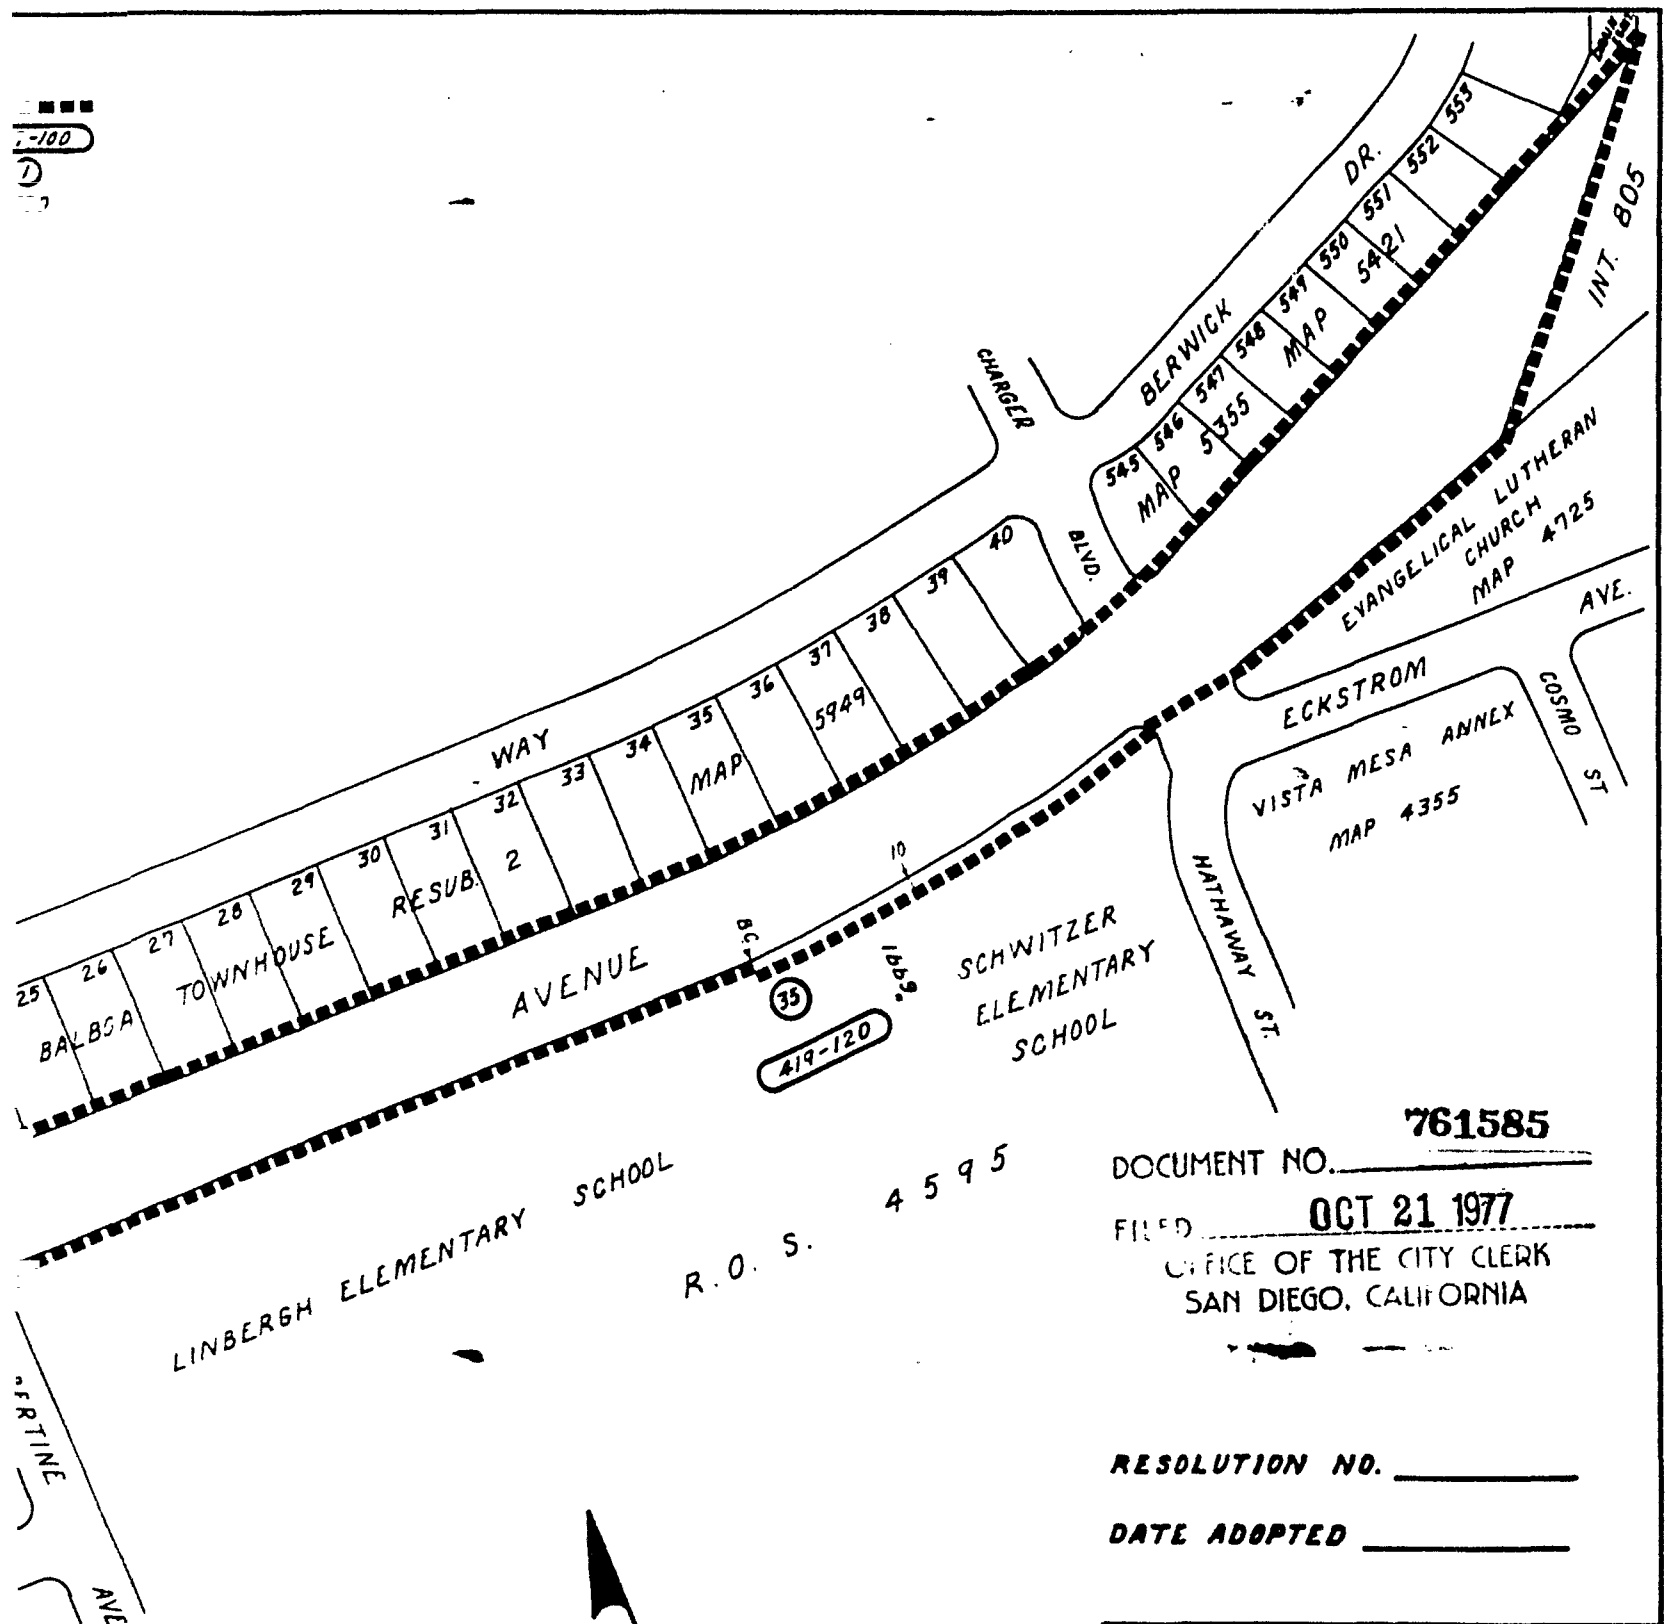 -100
553
552
551
550
549
548
547
546
545
DR.
BERWICK
MAP 5421
MAP 5355
INT. 805
CHARGER
BLVD.
EVANGELICAL LUTHERAN
CHURCH
MAP 4725
ECKSTROM AVE.
COSMO ST
VISTA MESA ANNEX
MAP 4355
HATHAWAY ST.
WAY
40
39
38
37
36
35
34
33
32
31
30
29
28
27
26
25
MAP 5949
BALBOA TOWNHOUSE RESUB. 2
AVENUE
B.C.
10
35
419-120
SCHWITZER
ELEMENTARY
SCHOOL
LINBERGH ELEMENTARY SCHOOL
R.O.S. 4595
ERTINE
AVE
DOCUMENT NO. 761585
FILED OCT 21 1977
OFFICE OF THE CITY CLERK
SAN DIEGO, CALIFORNIA
RESOLUTION NO.
DATE ADOPTED